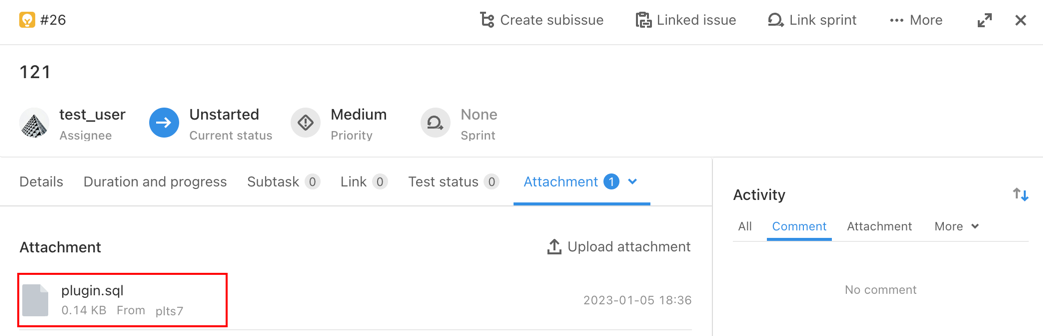 #26 Create subissue Linked issue Link sprint ··· More
121
test_user Unstarted Medium None
Assignee Current status Priority Sprint
Details Duration and progress Subtask 0 Link 0 Test status 0 Attachment 1
Activity
All Comment Attachment More
Attachment Upload attachment
plugin.sql
0.14 KB From plts7 2023-01-05 18:36
No comment